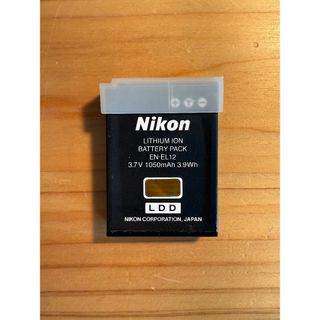 + T -
Nikon
LITHIUM ION
BATTERY PACK
EN-EL12
3.7V 1050mAh 3.9Wh
LDD
NIKON CORPORATION, JAPAN